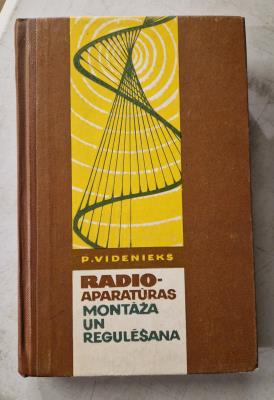 P. VIDENIEKS
RADIO-
APARATŪRAS
MONTĀŽA
UN
REGULĒŠANA